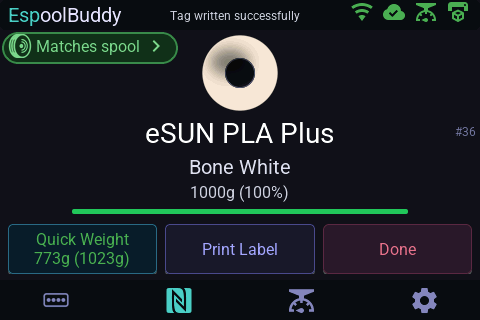 EspoolBuddy
Tag written successfully
Matches spool
eSUN PLA Plus
#36
Bone White
1000g (100%)
Quick Weight
773g (1023g)
Print Label
Done